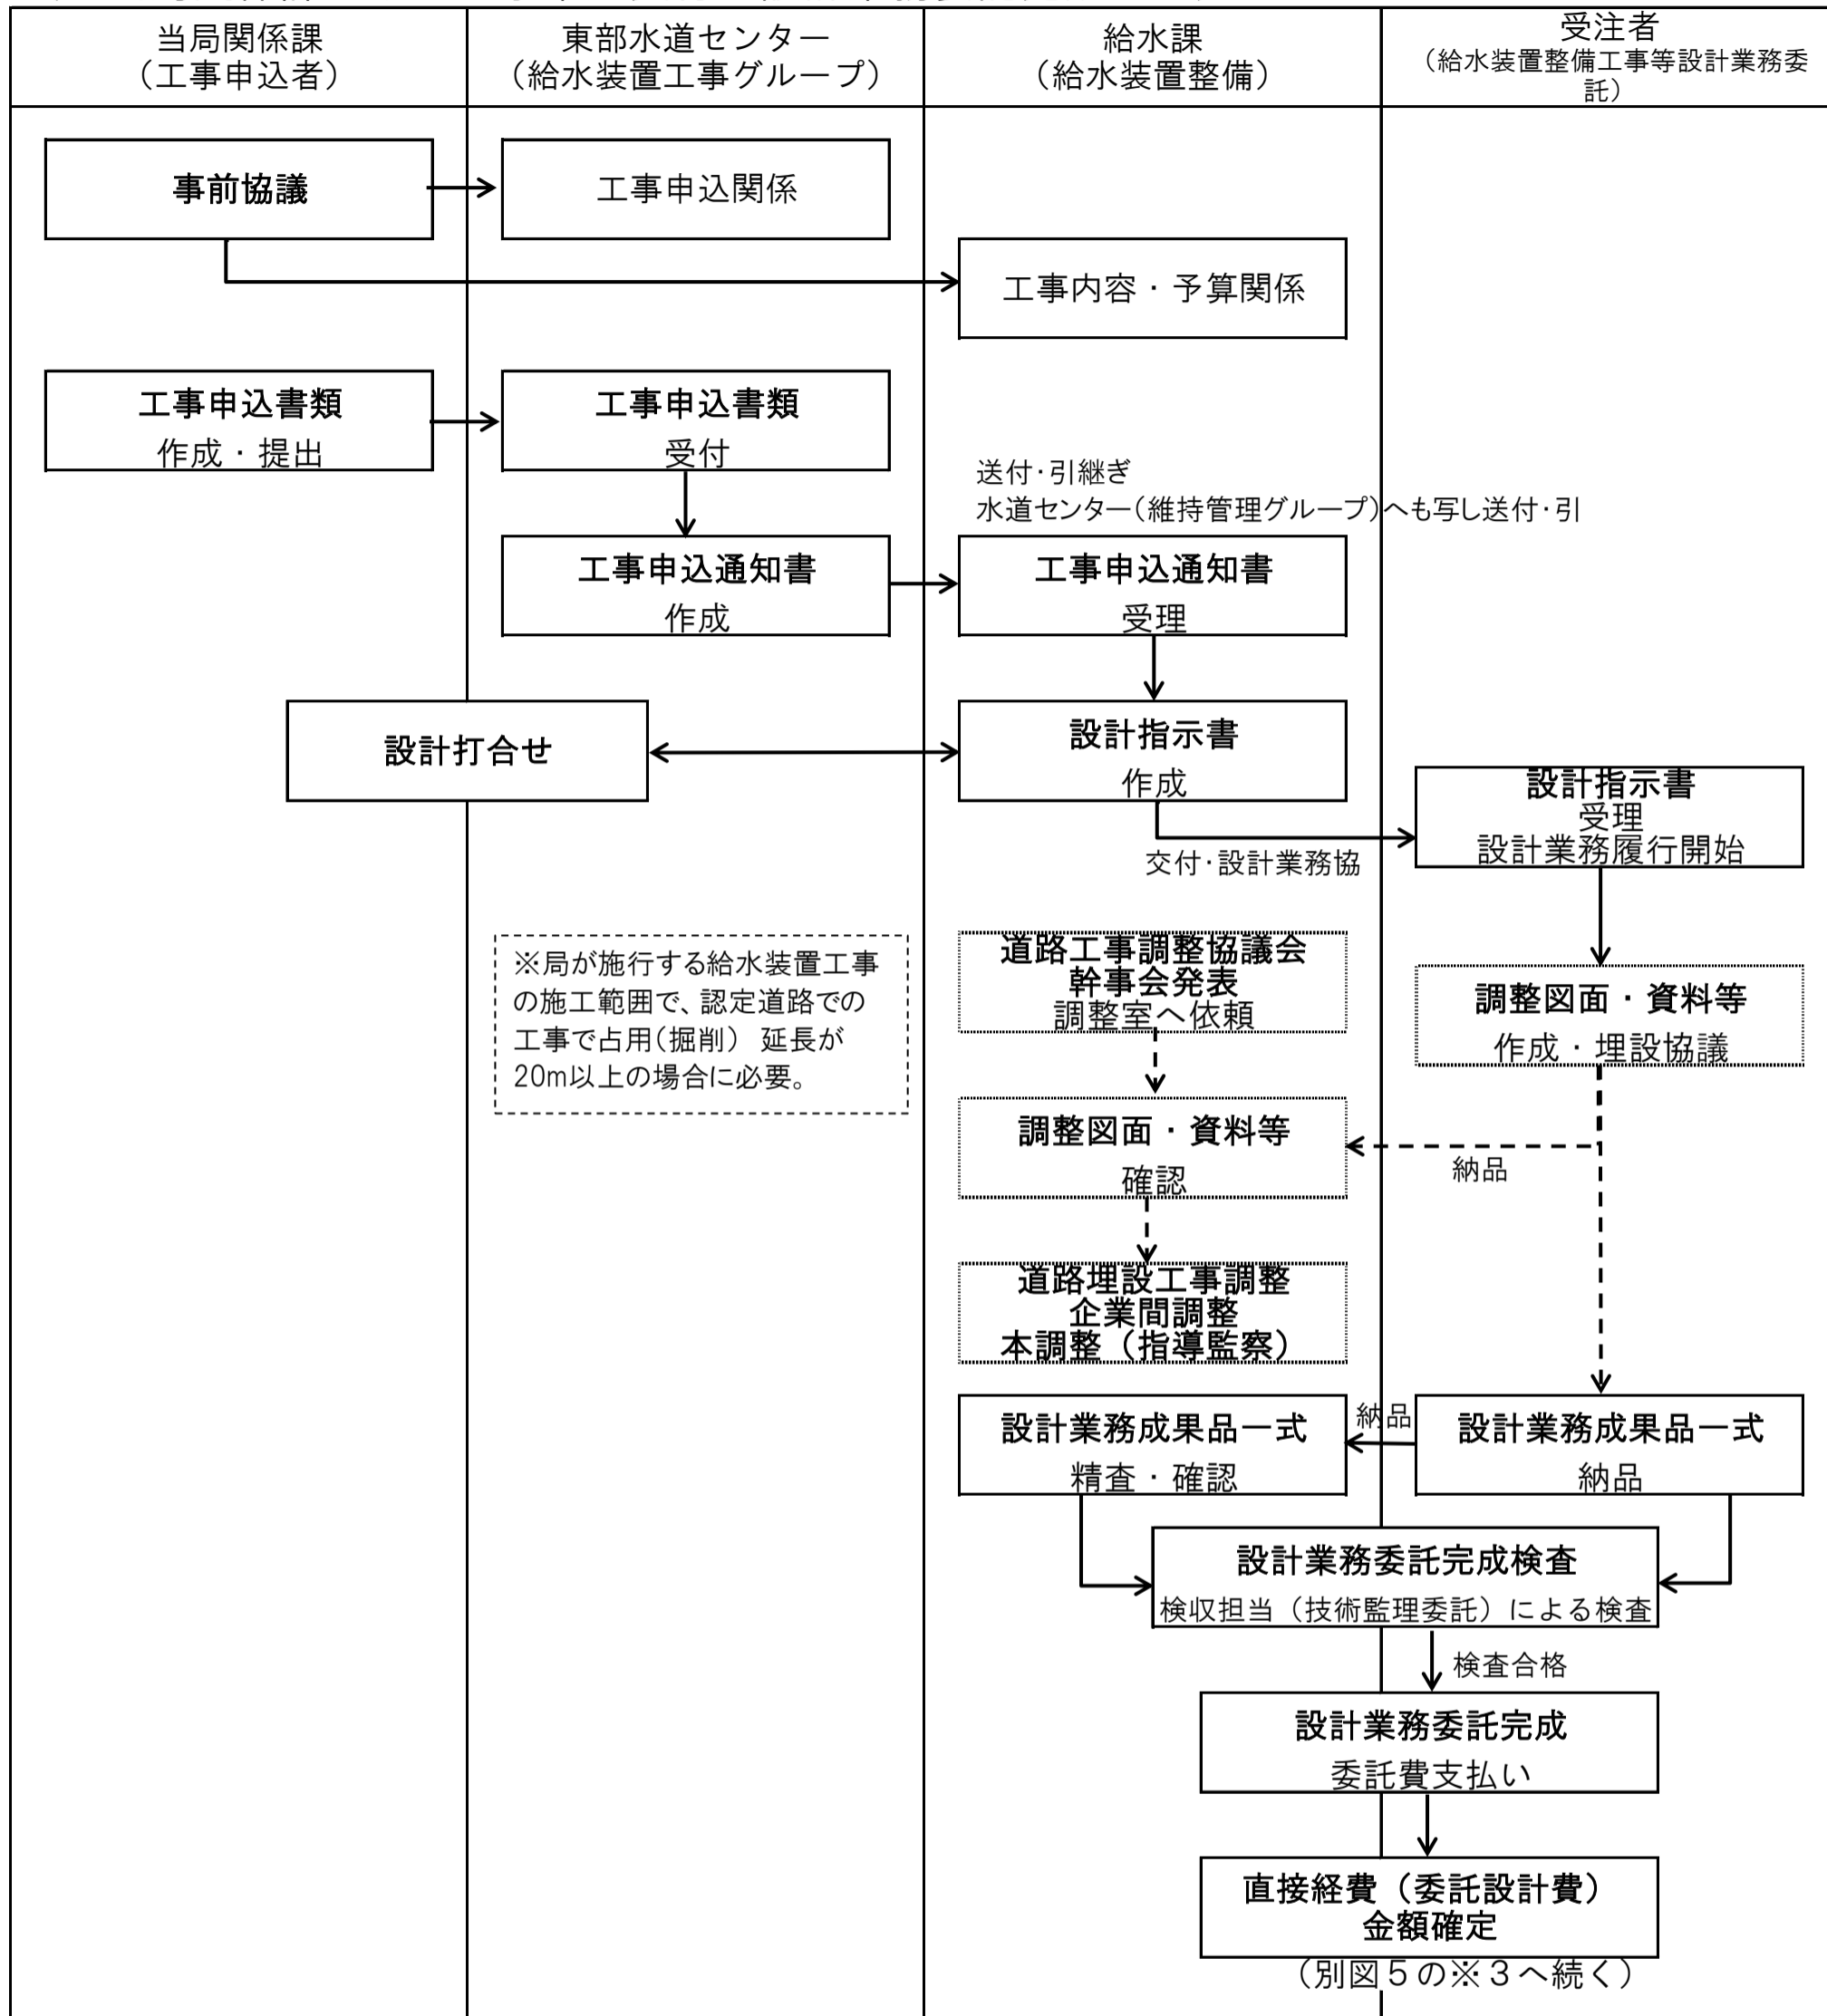 当局関係課
（工事申込者）
東部水道センター
（給水装置工事グループ）
給水課
（給水装置整備）
受注者
（給水装置整備工事等設計業務委
託）
事前協議
工事申込関係
工事内容・予算関係
工事申込書類
作成・提出
工事申込書類
受付
送付・引継ぎ
水道センター（維持管理グループ）へも写し送付・引
工事申込通知書
作成
工事申込通知書
受理
設計打合せ
設計指示書
作成
設計指示書
受理
設計業務履行開始
交付・設計業務協
※局が施行する給水装置工事
の施工範囲で、認定道路での
工事で占用（掘削） 延長が
20m以上の場合に必要。
道路工事調整協議会
幹事会発表
調整室へ依頼
調整図面・資料等
作成・埋設協議
調整図面・資料等
確認
納品
道路埋設工事調整
企業間調整
本調整（指導監察）
設計業務成果品一式
精査・確認
納品
設計業務成果品一式
納品
設計業務委託完成検査
検収担当（技術監理委託）による検査
検査合格
設計業務委託完成
委託費支払い
直接経費（委託設計費）
金額確定
（別図５の※３へ続く）